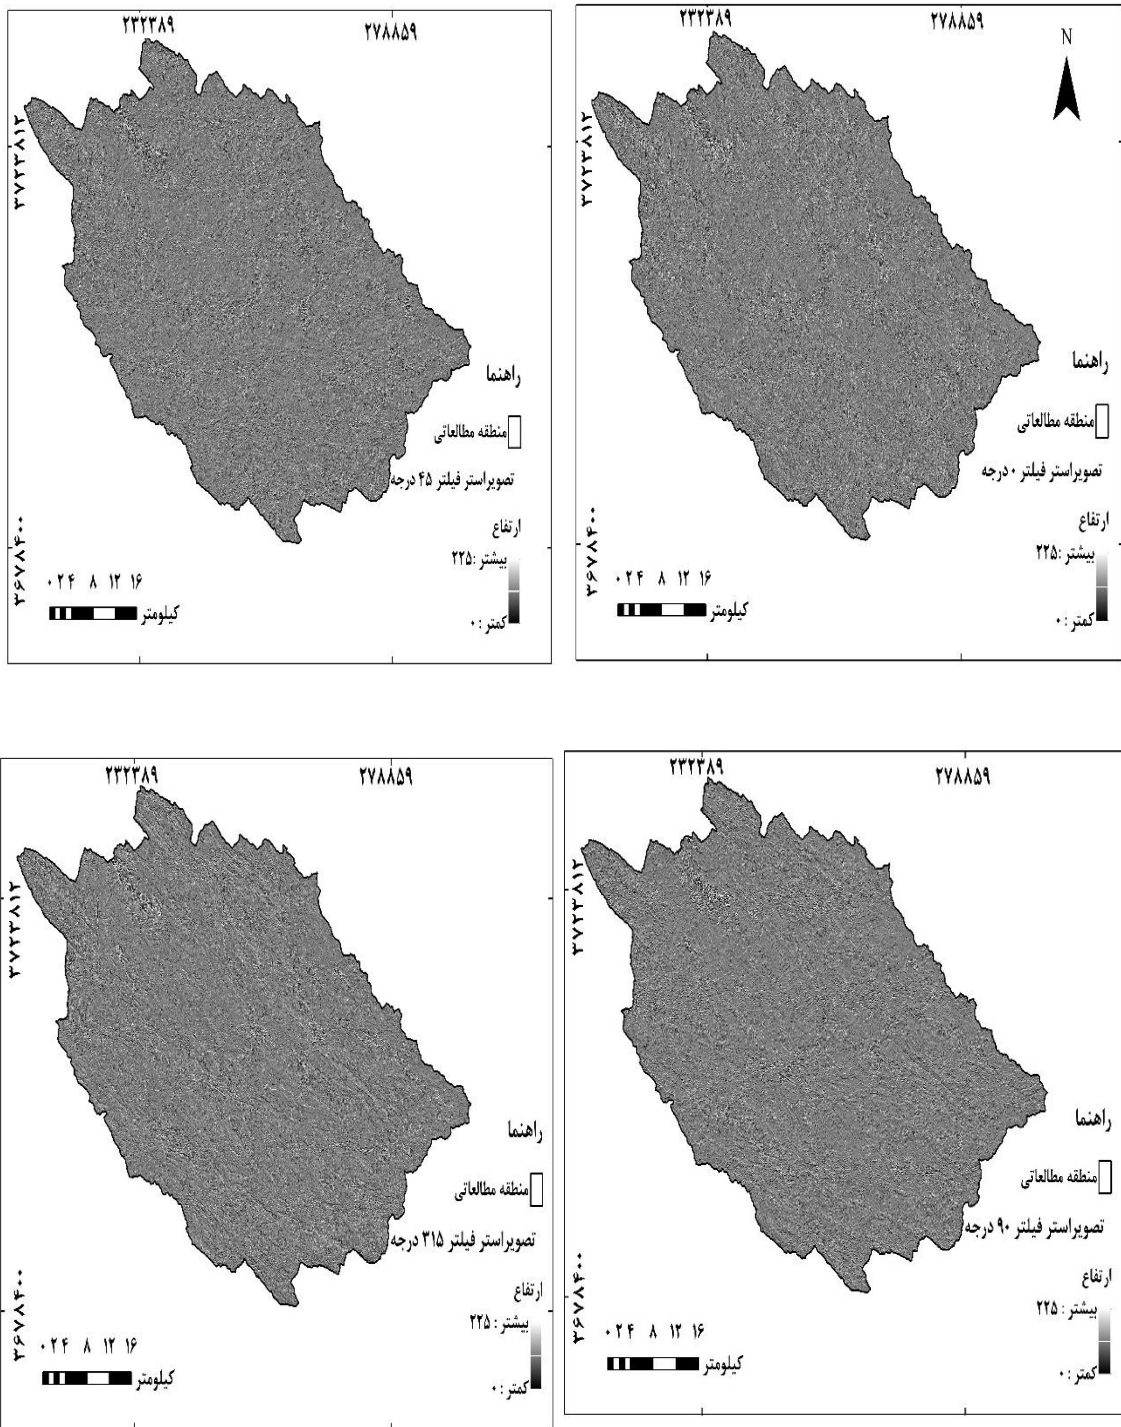 ۲۳۲۳۸۹
۲۷۸۸۵۹
۳۷۲۳۸۱۲
۳۶۷۸۴۰۰
راهنما
منطقه مطالعاتی
تصویراستر فیلتر ۴۵ درجه
ارتفاع
بیشتر :۲۲۵
کمتر : ۰
۰ ۲ ۴ ۸ ۱۲ ۱۶
کیلومتر
۲۳۲۳۸۹
۲۷۸۸۵۹
N
۳۷۲۳۸۱۲
۳۶۷۸۴۰۰
راهنما
منطقه مطالعاتی
تصویراستر فیلتر ۰ درجه
ارتفاع
بیشتر :۲۲۵
کمتر : ۰
۰ ۲ ۴ ۸ ۱۲ ۱۶
کیلومتر
۲۳۲۳۸۹
۲۷۸۸۵۹
۳۷۲۳۸۱۲
۳۶۷۸۴۰۰
راهنما
منطقه مطالعاتی
تصویراستر فیلتر ۳۱۵ درجه
ارتفاع
بیشتر : ۲۲۵
کمتر : ۰
۰ ۲ ۴ ۸ ۱۲ ۱۶
کیلومتر
۲۳۲۳۸۹
۲۷۸۸۵۹
۳۷۲۳۸۱۲
۳۶۷۸۴۰۰
راهنما
منطقه مطالعاتی
تصویراستر فیلتر ۹۰ درجه
ارتفاع
بیشتر : ۲۲۵
کمتر : ۰
۰ ۲ ۴ ۸ ۱۲ ۱۶
کیلومتر